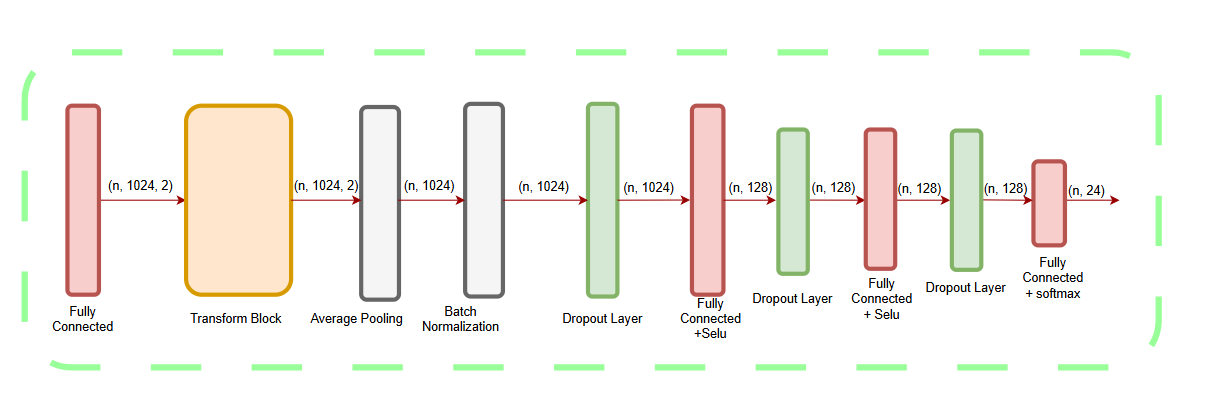 (n, 1024, 2)
(n, 1024, 2)
(n, 1024)
(n, 1024)
(n, 1024)
(n, 128)
(n, 128)
(n, 128)
(n, 128)
(n, 24)
Fully
Connected
Transform Block
Average Pooling
Batch
Normalization
Dropout Layer
Fully
Connected
+Selu
Dropout Layer
Fully
Connected
+ Selu
Dropout Layer
Fully
Connected
+ softmax